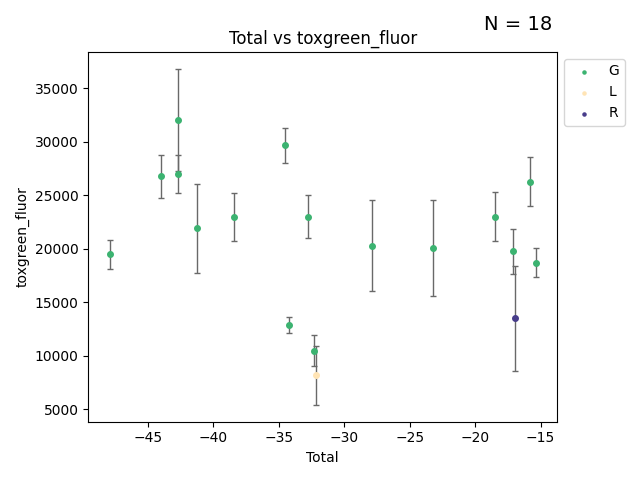 N = 18
Total vs toxgreen_fluor
G
L
R
35000
30000
25000
20000
15000
10000
5000
toxgreen_fluor
−45 −40 −35 −30 −25 −20 −15
Total